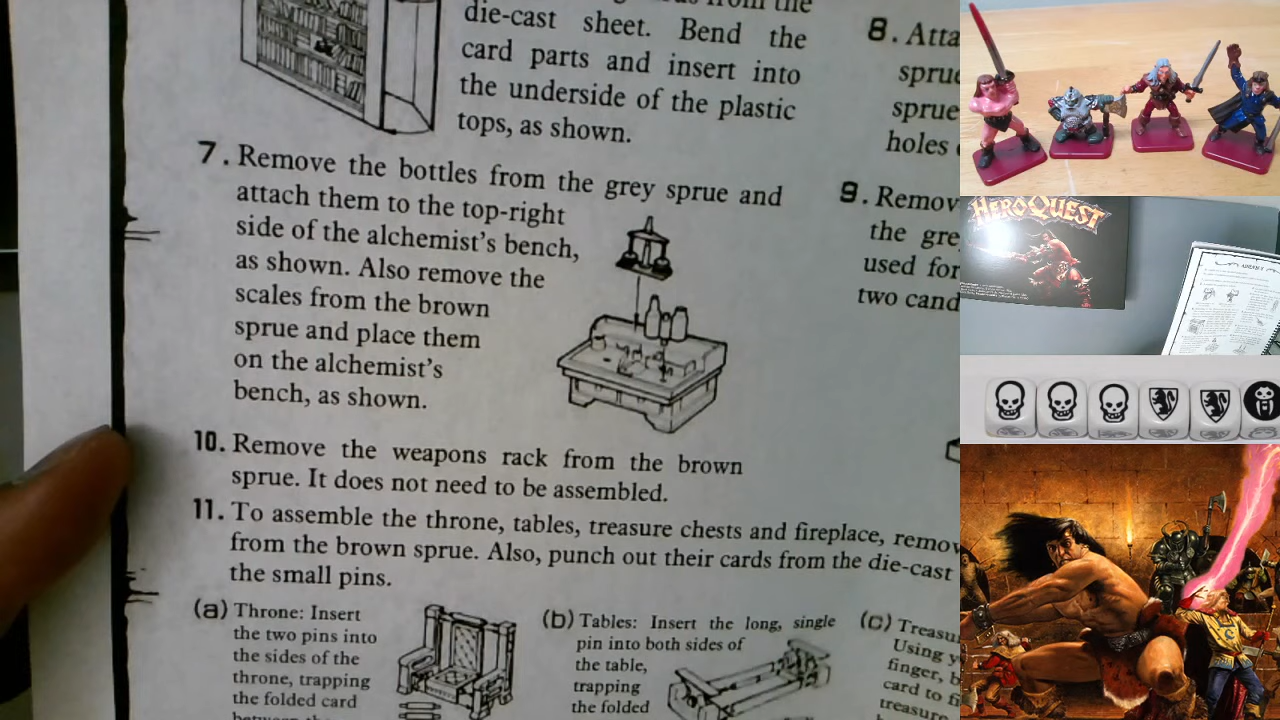 from the
die-cast sheet. Bend the
card parts and insert into
the underside of the plastic
tops, as shown.
7. Remove the bottles from the grey sprue and
attach them to the top-right
side of the alchemist's bench,
as shown. Also remove the
scales from the brown
sprue and place them
on the alchemist's
bench, as shown.
10. Remove the weapons rack from the brown
sprue. It does not need to be assembled.
11. To assemble the throne, tables, treasure chests and fireplace, remov
from the brown sprue. Also, punch out their cards from the die-cast
the small pins.
(a) Throne: Insert
the two pins into
the sides of the
throne, trapping
the folded card
(b) Tables: Insert the long, single
pin into both sides of
the table,
trapping
the folded
(c) Treasu
Using y
finger, b
card to fi
treasure
8. Atta
sprue
sprue
holes
9. Remov
the gre
used for
two cand
HEROQUEST